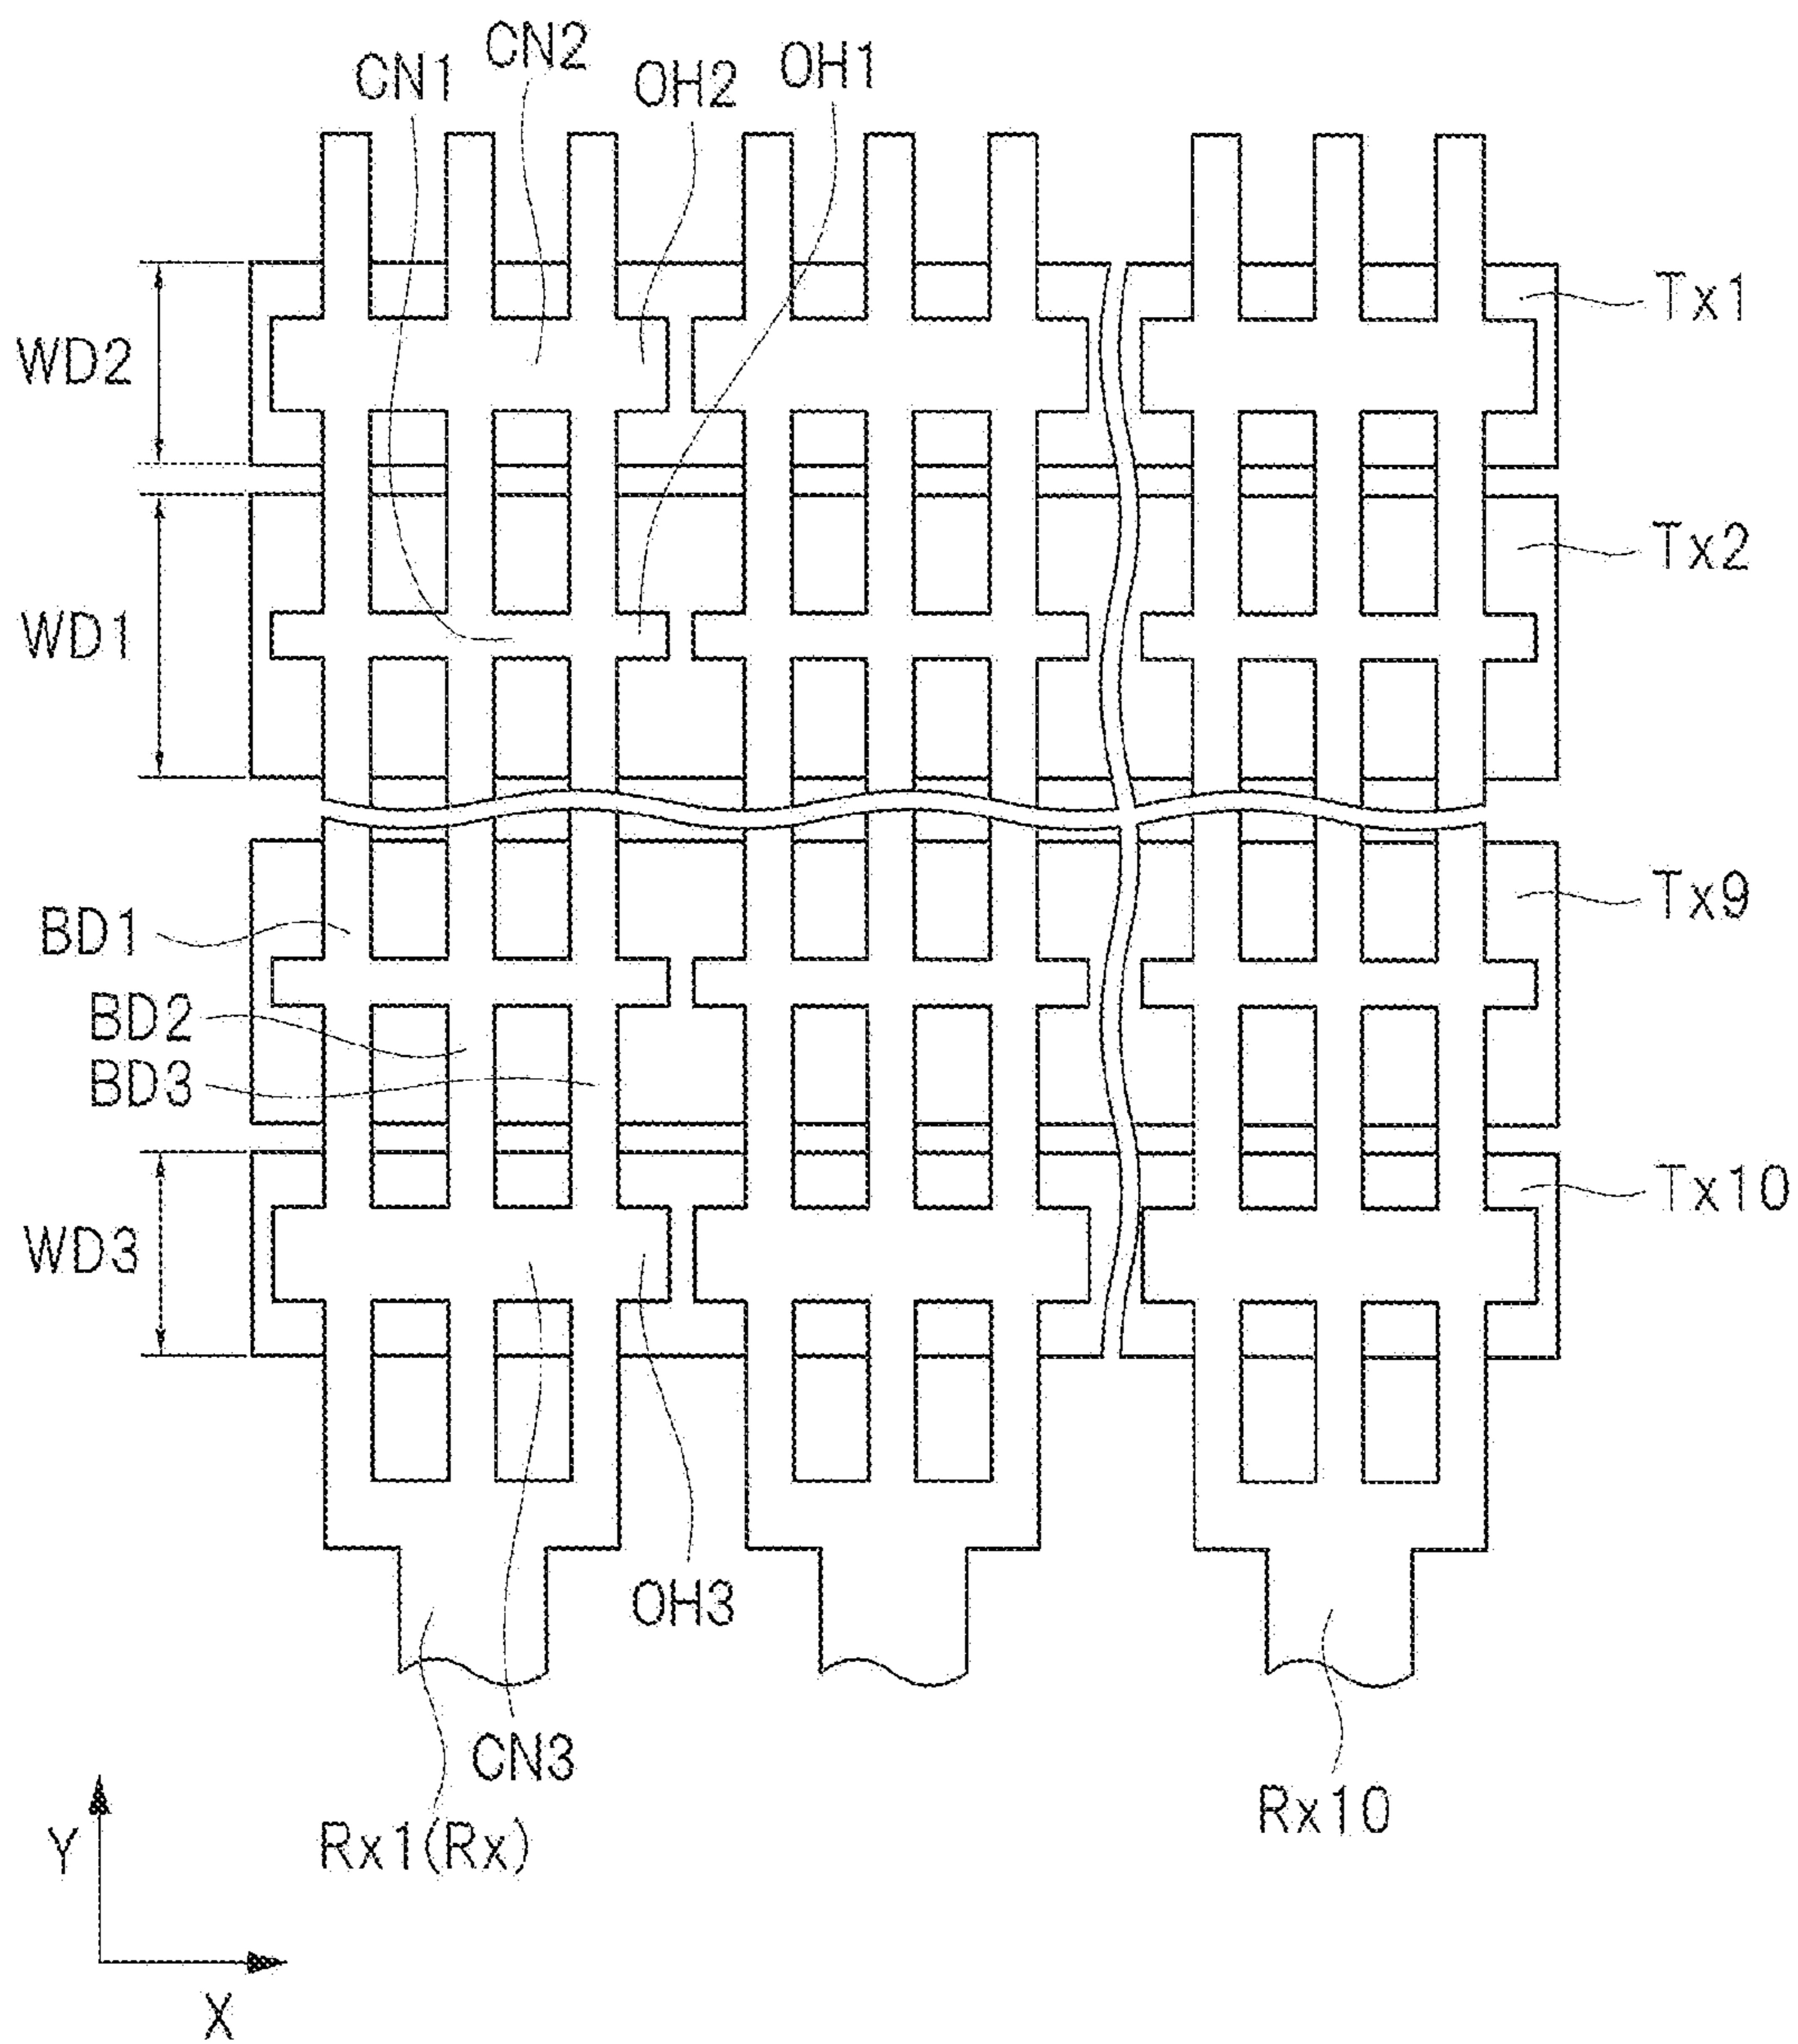 CN1
CN2
OH2
OH1
Tx1
WD2
Tx2
WD1
Tx9
BD1
BD2
BD3
Tx10
WD3
OH3
CN3
Rx10
Rx1(Rx)
Y
X